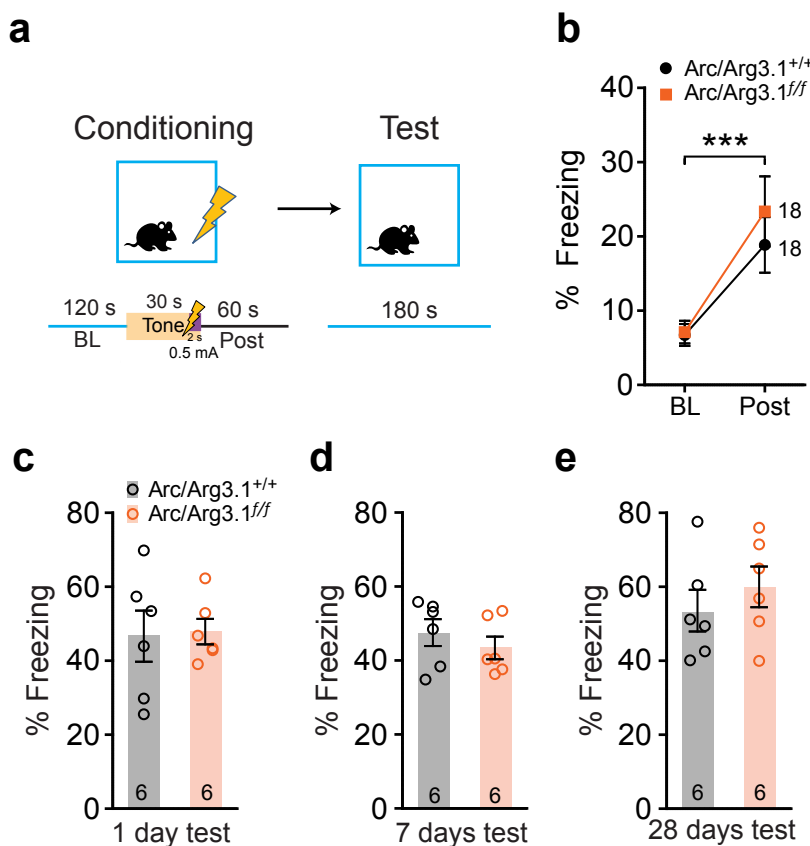 a
Conditioning
Test
120 s
30 s
60 s
180 s
BL
Tone
2 s
Post
0.5 mA
b
Arc/Arg3.1+/+
Arc/Arg3.1f/f
% Freezing
40
30
20
10
0
***
18
18
BL
Post
c
Arc/Arg3.1+/+
Arc/Arg3.1f/f
% Freezing
80
60
40
20
0
6
6
1 day test
d
% Freezing
80
60
40
20
0
6
6
7 days test
e
% Freezing
80
60
40
20
0
6
6
28 days test